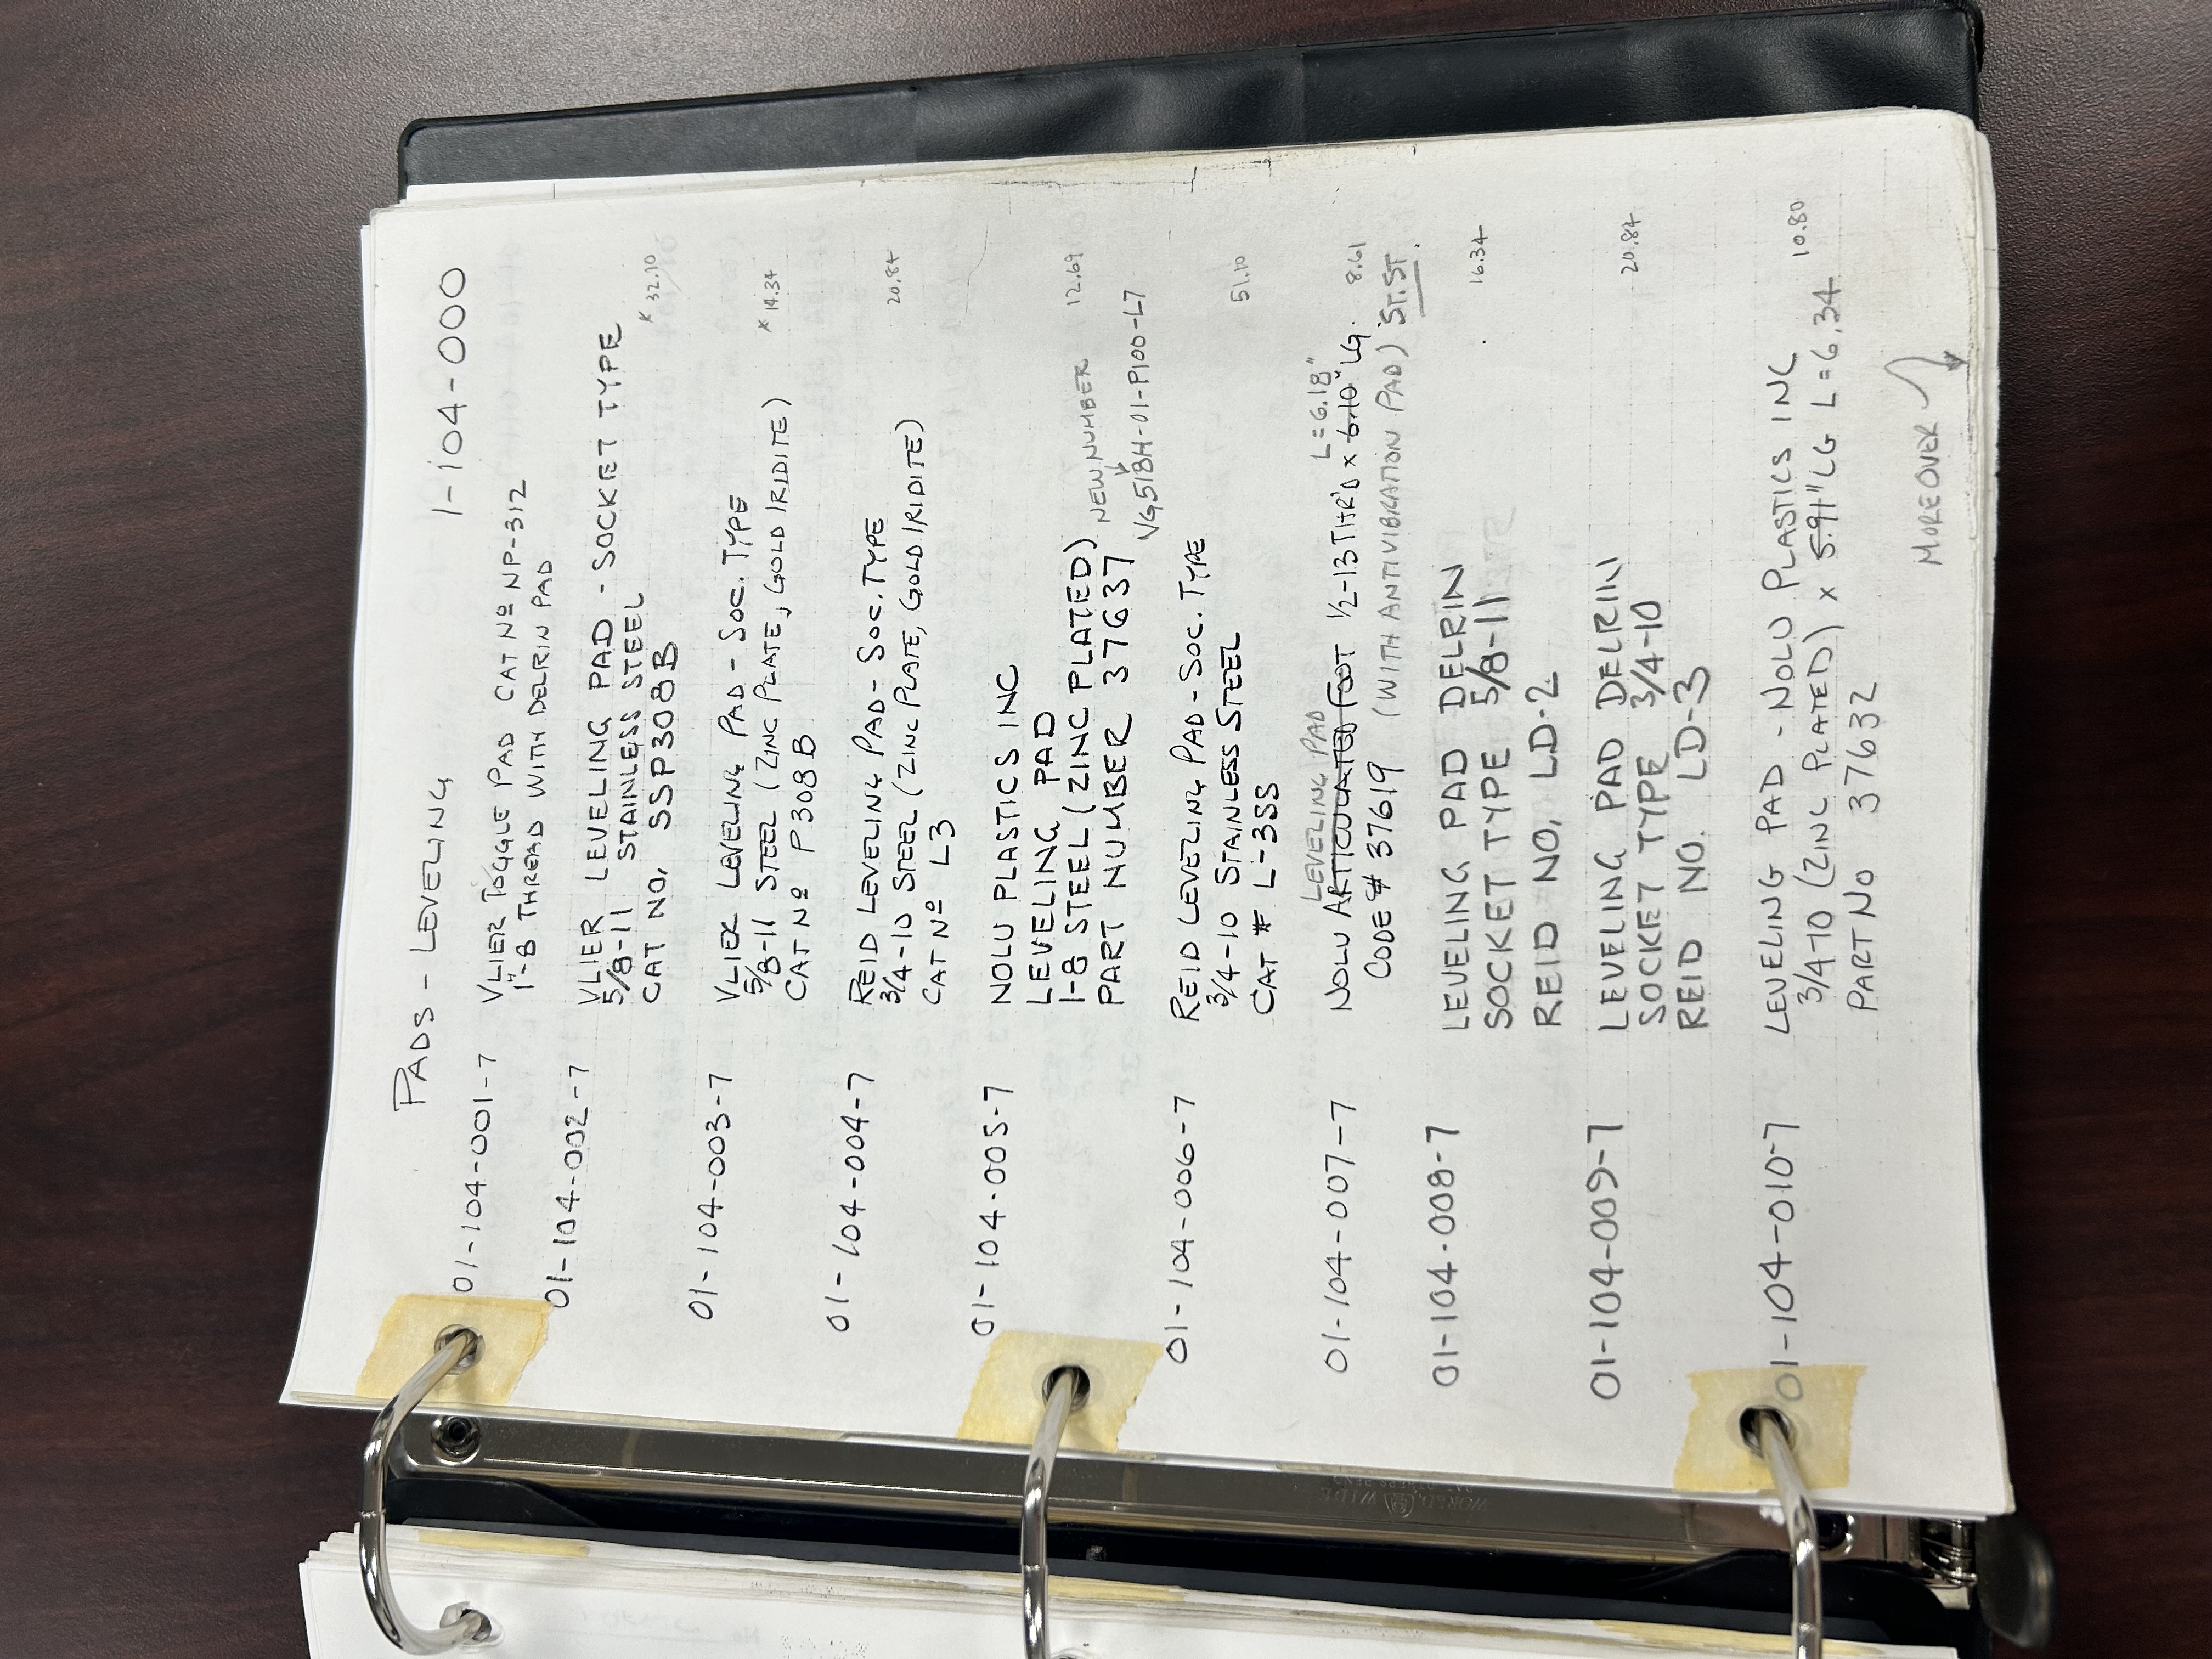 PADS - LEVELING
1-104-000
01-104-001-7 VLIER TOGGLE PAD CAT Nº NP-312
1"-8 THREAD WITH DELRIN PAD
01-104-002-7 VLIER LEVELING PAD - SOCKET TYPE
5/8-11 STAINLESS STEEL
CAT NO. SSP308B * 32.10
01-104-003-7 VLIER LEVELING PAD - SOC. TYPE
5/8-11 STEEL (ZINC PLATE, GOLD IRIDITE) * 14.34
CAT Nº P308B
01-104-004-7 REID LEVELING PAD - SOC. TYPE
3/4-10 STEEL (ZINC PLATE, GOLD IRIDITE) 20.84
CAT Nº L3
01-104-005-7 NOLU PLASTICS INC
LEVELING PAD
1-8 STEEL (ZINC PLATED) NEW NUMBER 12.69
PART NUMBER 37637
VG518H-01-P100-L7
01-104-006-7 REID LEVELING PAD - SOC. TYPE
3/4-10 STAINLESS STEEL 51.10
CAT # L-3SS
LEVELING PAD L=6.18"
01-104-007-7 NOLU ARTICULATED FOOT 1/2-13 THR'D x 6.10" LG. 8.61
CODE # 37619 (WITH ANTIVIBRATION PAD) ST.ST.
01-104-008-7 LEVELING PAD DELRIN
SOCKET TYPE 5/8-11 16.34
REID NO. LD-2
01-104-009-7 LEVELING PAD DELRIN
SOCKET TYPE 3/4-10 20.84
REID NO. LD-3
01-104-010-7 LEVELING PAD - NOLU PLASTICS INC
3/4-10 (ZINC PLATED) x 5.91" LG L=6.34 10.80
PART No 37632
MORE OVER